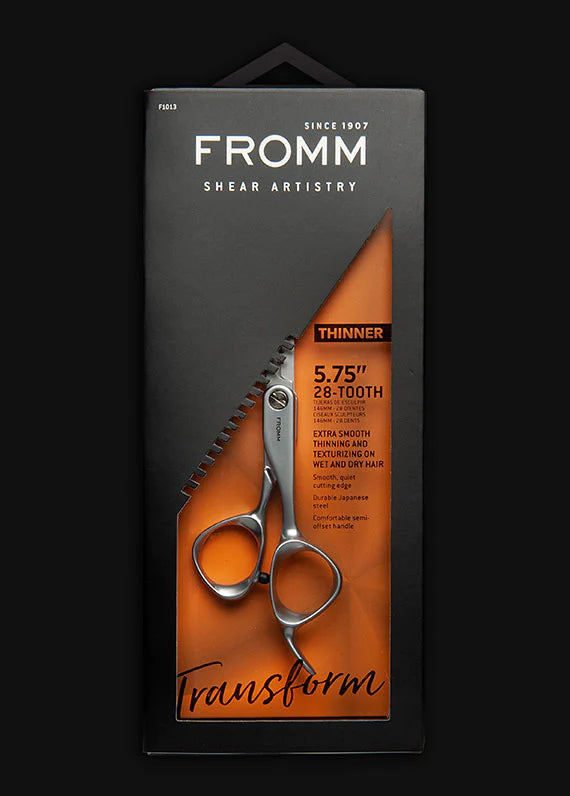 F1013
SINCE 1907
FROMM
SHEAR ARTISTRY
THINNER
5.75"
28-TOOTH
TIJERAS DE ESCULPIR
146MM · 28 DIENTES
CISEAUX SCULPTEURS
146MM · 28 DENTS
EXTRA SMOOTH
THINNING AND
TEXTURIZING ON
WET AND DRY HAIR
Smooth, quiet
cutting edge
Durable Japanese
steel
Comfortable semi-
offset handle
FROMM
Transform